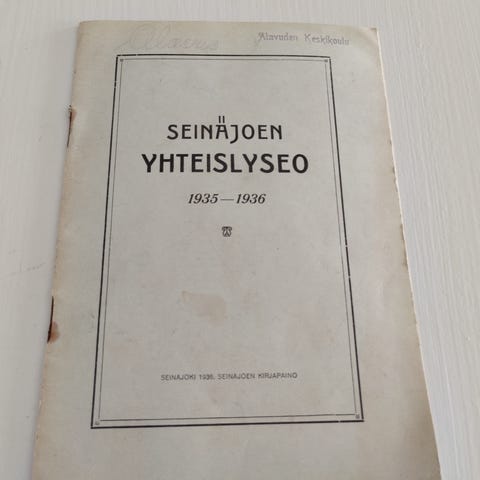 Alavuden Keskikoulu
SEINÄJOEN
YHTEISLYSEO
1935—1936
SEINÄJOKI 1936, SEINÄJOEN KIRJAPAINO